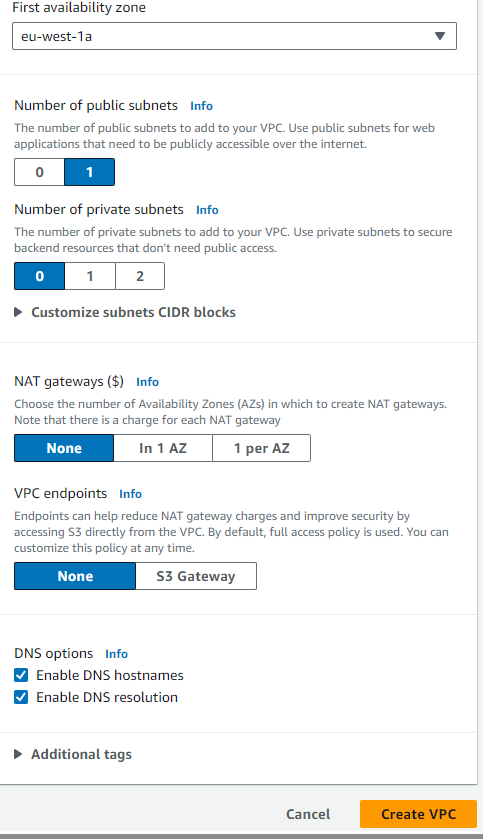 First availability zone
eu-west-1a
Number of public subnets Info
The number of public subnets to add to your VPC. Use public subnets for web
applications that need to be publicly accessible over the internet.
0 1
Number of private subnets Info
The number of private subnets to add to your VPC. Use private subnets to secure
backend resources that don't need public access.
0 1 2
Customize subnets CIDR blocks
NAT gateways ($) Info
Choose the number of Availability Zones (AZs) in which to create NAT gateways.
Note that there is a charge for each NAT gateway
None In 1 AZ 1 per AZ
VPC endpoints Info
Endpoints can help reduce NAT gateway charges and improve security by
accessing S3 directly from the VPC. By default, full access policy is used. You can
customize this policy at any time.
None S3 Gateway
DNS options Info
Enable DNS hostnames
Enable DNS resolution
Additional tags
Cancel Create VPC